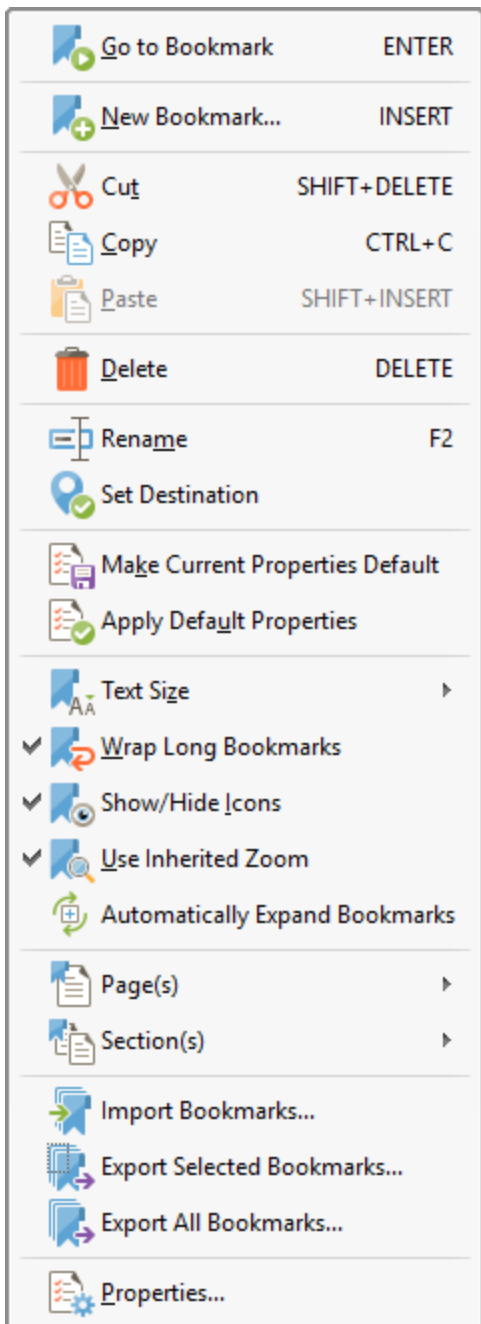 Go to Bookmark ENTER
New Bookmark... INSERT
Cut SHIFT+DELETE
Copy CTRL+C
Paste SHIFT+INSERT
Delete DELETE
Rename F2
Set Destination
Make Current Properties Default
Apply Default Properties
Text Size
Wrap Long Bookmarks
Show/Hide Icons
Use Inherited Zoom
Automatically Expand Bookmarks
Page(s)
Section(s)
Import Bookmarks...
Export Selected Bookmarks...
Export All Bookmarks...
Properties...